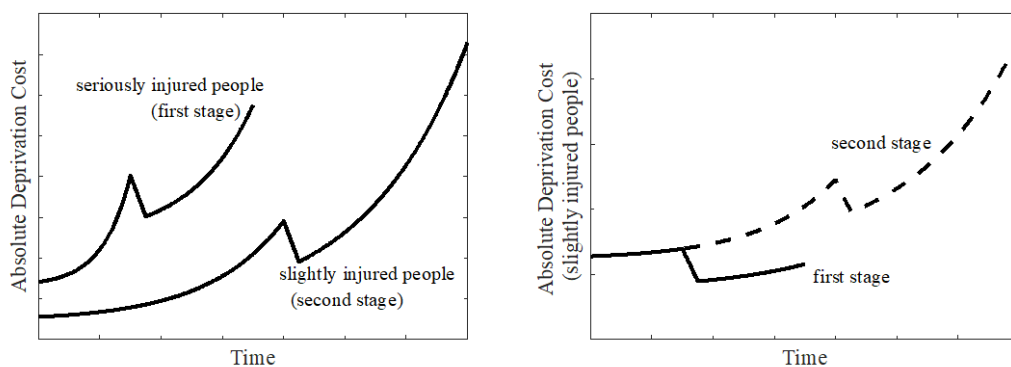 Absolute Deprivation Cost
seriously injured people
(first stage)
slightly injured people
(second stage)
Time
Absolute Deprivation Cost
(slightly injured people)
second stage
first stage
Time